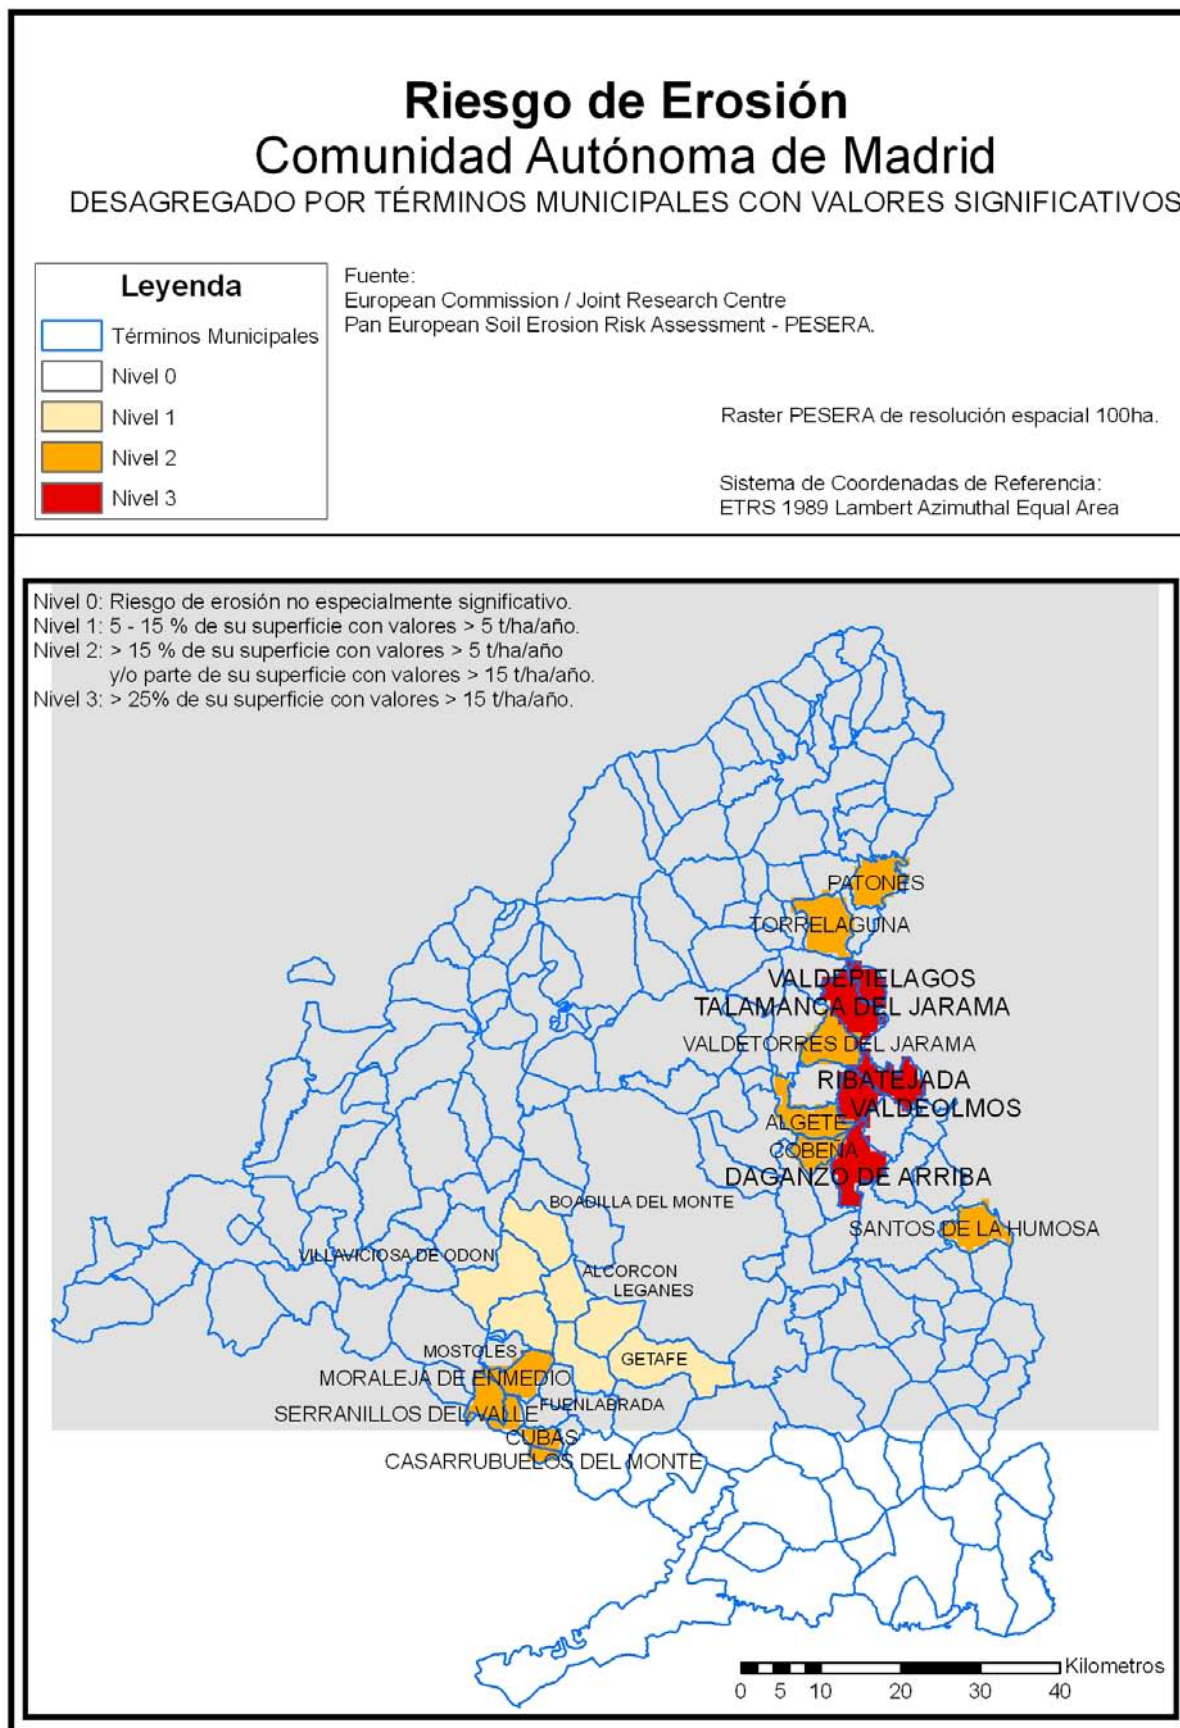 Riesgo de Erosión
Comunidad Autónoma de Madrid
DESAGREGADO POR TÉRMINOS MUNICIPALES CON VALORES SIGNIFICATIVOS
Leyenda
Términos Municipales
Nivel 0
Nivel 1
Nivel 2
Nivel 3
Fuente:
European Commission / Joint Research Centre
Pan European Soil Erosion Risk Assessment - PESERA.
Raster PESERA de resolución espacial 100ha.
Sistema de Coordenadas de Referencia:
ETRS 1989 Lambert Azimuthal Equal Area
Nivel 0: Riesgo de erosión no especialmente significativo.
Nivel 1: 5 - 15 % de su superficie con valores > 5 t/ha/año.
Nivel 2: > 15 % de su superficie con valores > 5 t/ha/año
y/o parte de su superficie con valores > 15 t/ha/año.
Nivel 3: > 25% de su superficie con valores > 15 t/ha/año.
PATONES
TORRELAGUNA
VALDEPIELAGOS
TALAMANCA DEL JARAMA
VALDETORRES DEL JARAMA
RIBATEJADA
VALDEOLMOS
ALGETE
COBEÑA
DAGANZO DE ARRIBA
BOADILLA DEL MONTE
SANTOS DE LA HUMOSA
VILLAVICIOSA DE ODON
ALCORCON
LEGANES
MOSTOLES
GETAFE
MORALEJA DE ENMEDIO
FUENLABRADA
SERRANILLOS DEL VALLE
CUBAS
CASARRUBUELOS DEL MONTE
Kilometros
0 5 10 20 30 40